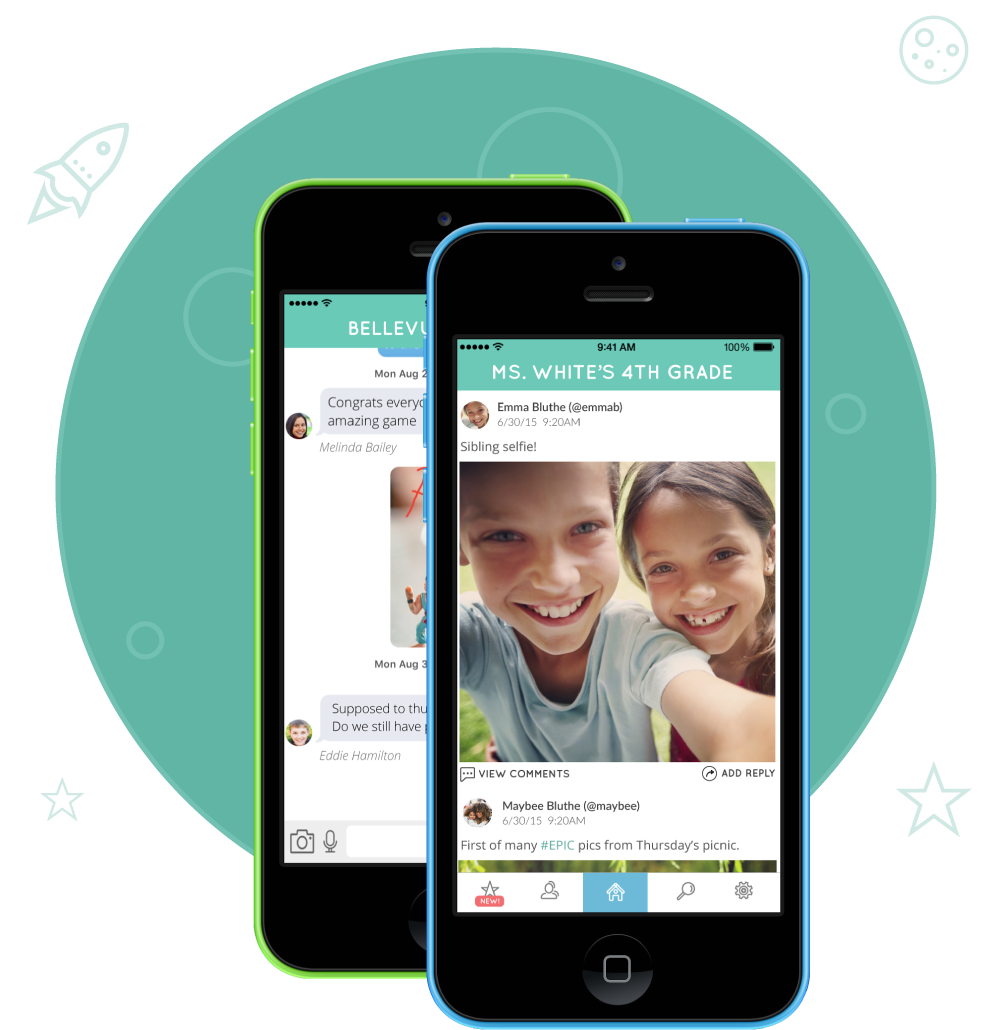 BELLEVU
Mon Aug 2
Congrats everyo
amazing game
Melinda Bailey
Mon Aug 3
Supposed to thu
Do we still have p
Eddie Hamilton
9:41 AM
100%
MS. WHITE'S 4TH GRADE
Emma Bluthe (@emmab)
6/30/15 9:20AM
Sibling selfie!
VIEW COMMENTS
ADD REPLY
Maybee Bluthe (@maybee)
6/30/15 9:20AM
First of many #EPIC pics from Thursday's picnic.
NEW!